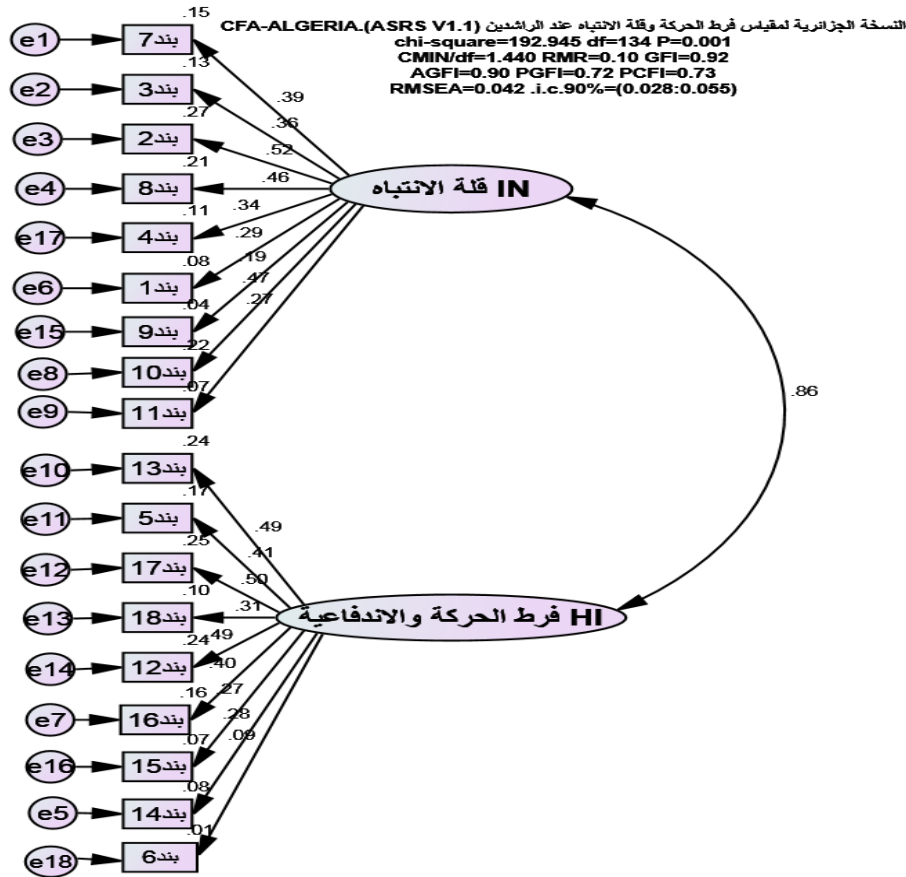 النسخة الجزائرية لمقياس فرط الحركة وقلة الانتباه عند الراشدين CFA-ALGERIA.(ASRS V1.1)
chi-square=192.945 df=134 P=0.001
CMIN/df=1.440 RMR=0.10 GFI=0.92
AGFI=0.90 PGFI=0.72 PCFI=0.73
RMSEA=0.042 .i.c.90%=(0.028:0.055)
.15
e1 بند7 .39
.13
e2 بند3 .36
.27
e3 بند2 .52
.21
e4 بند8 .46
IN قلة الانتباه
.11
e17 بند4 .34
.08
e6 بند1 .29
.04
e15 بند9 .19
.22
e8 بند10 .47
.07
e9 بند11 .27
.86
.24
e10 بند13 .49
.17
e11 بند5 .41
.25
e12 بند17 .50
.10
e13 بند18 .31
HI فرط الحركة والاندفاعية
.24
e14 بند12 .49
.16
e7 بند16 .40
.07
e16 بند15 .27
.08
e5 بند14 .28
.01
e18 بند6 .09